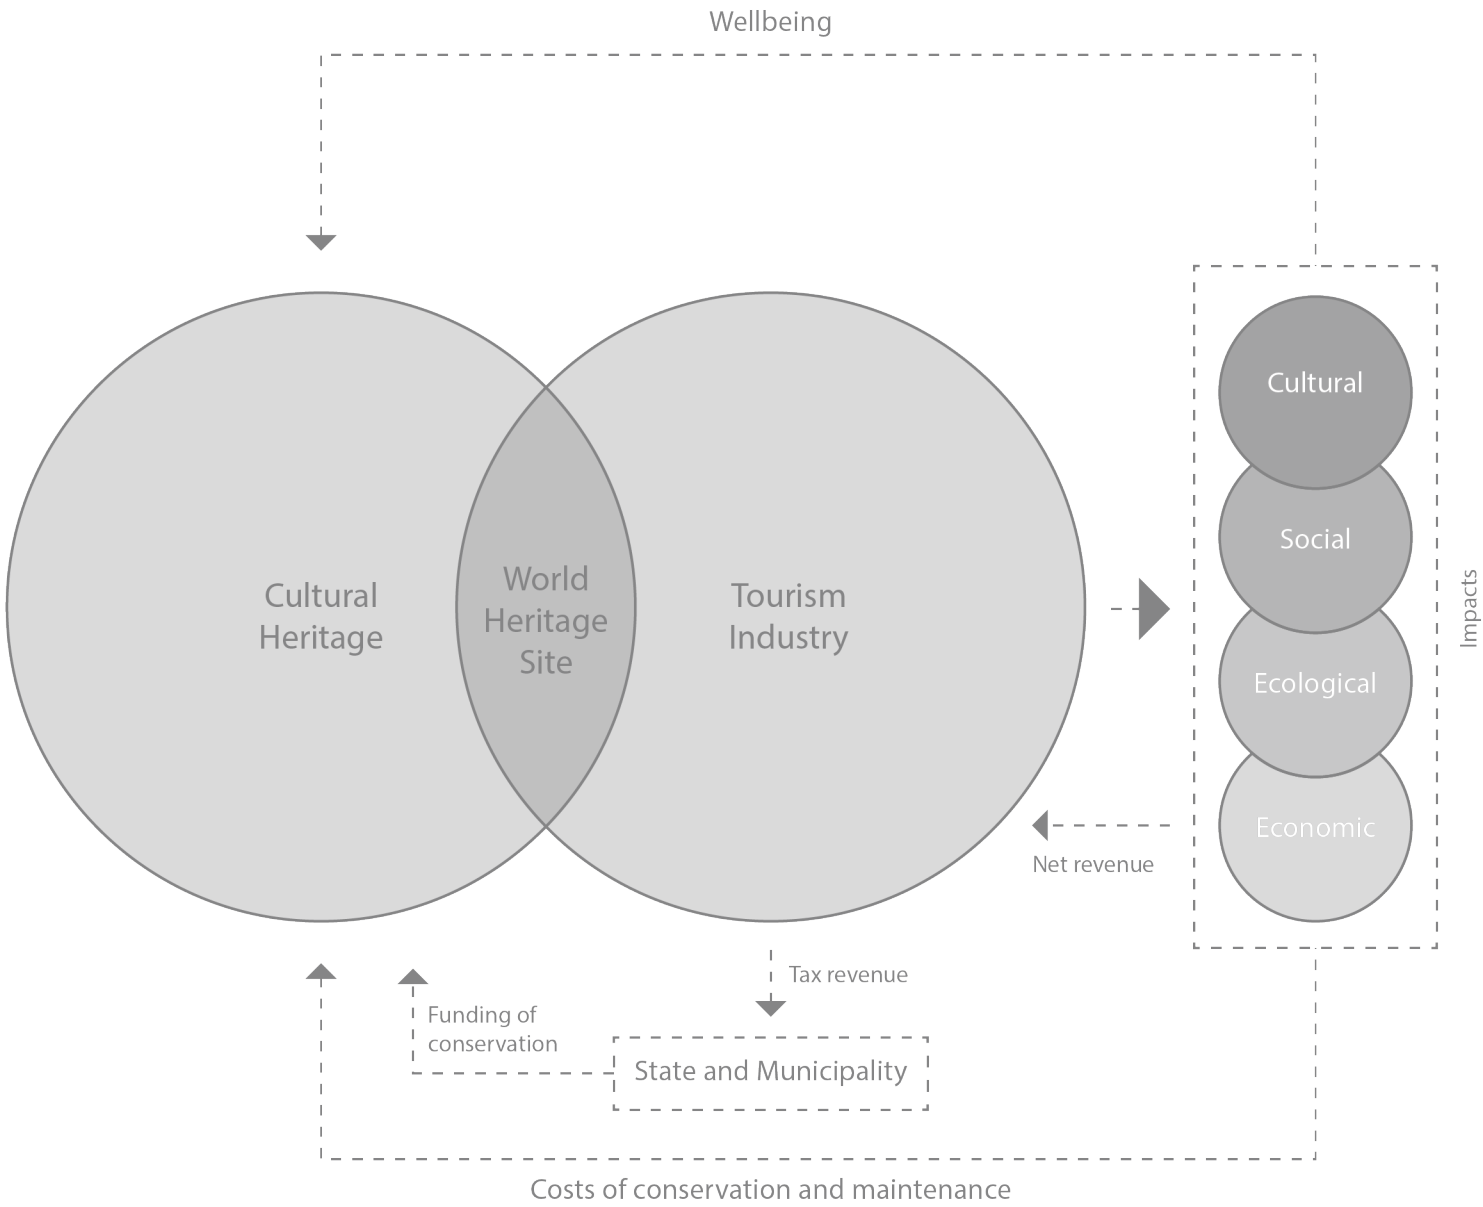 Wellbeing
Cultural
Heritage
World
Heritage
Site
Tourism
Industry
Cultural
Social
Ecological
Economic
Impacts
Net revenue
Tax revenue
Funding of
conservation
State and Municipality
Costs of conservation and maintenance